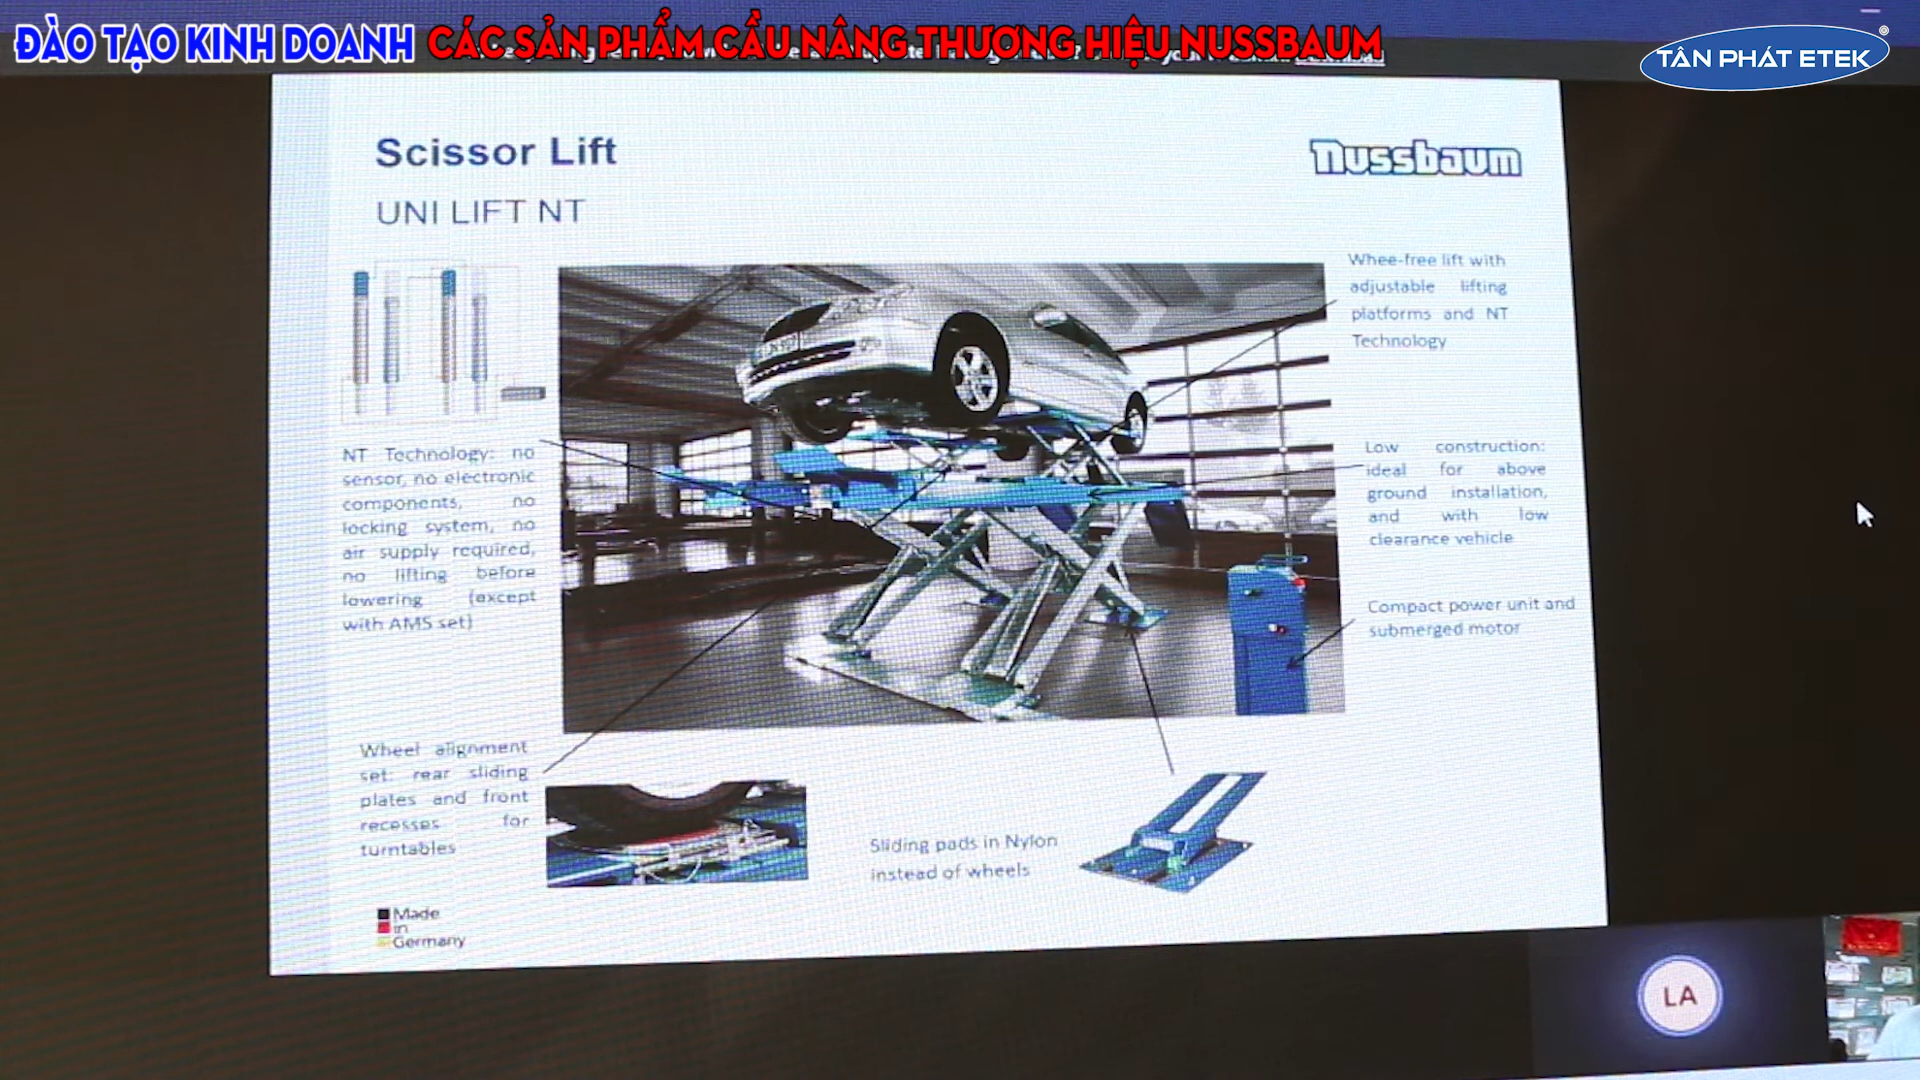 ĐÀO TẠO KINH DOANH CÁC SẢN PHẨM CẦU NÂNG THƯƠNG HIỆU NUSSBAUM
TÂN PHÁT ETEK
Scissor Lift
Nussbaum
UNI LIFT NT
Whee-free lift with
adjustable lifting
platforms and NT
Technology
NT Technology: no
sensor, no electronic
components, no
locking system, no
air supply required,
no lifting before
lowering (except
with AMS set)
Low construction:
ideal for above
ground installation,
and with low
clearance vehicle
Compact power unit and
submerged motor
Wheel alignment
set: rear sliding
plates and front
recesses for
turntables
Sliding pads in Nylon
instead of wheels
Made
in
Germany
LA